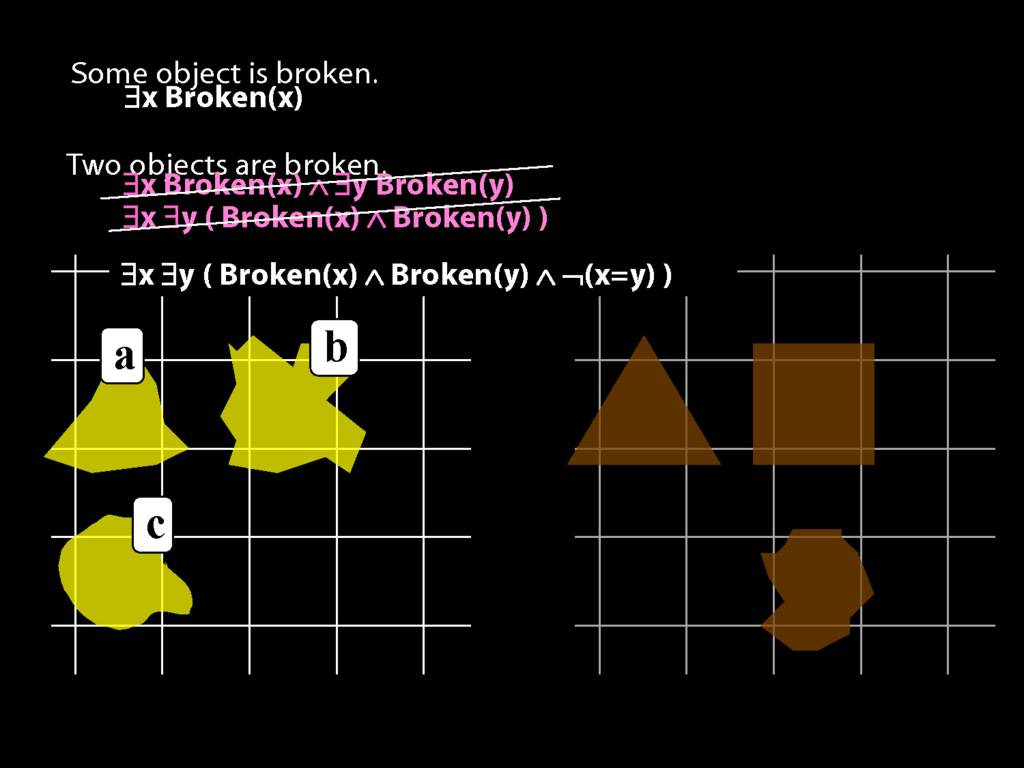 Some object is broken.
∃x Broken(x)
Two objects are broken.
∃x Broken(x) ∧ ∃y Broken(y)
∃x ∃y ( Broken(x) ∧ Broken(y) )
∃x ∃y ( Broken(x) ∧ Broken(y) ∧ ¬(x=y) )
a
b
c